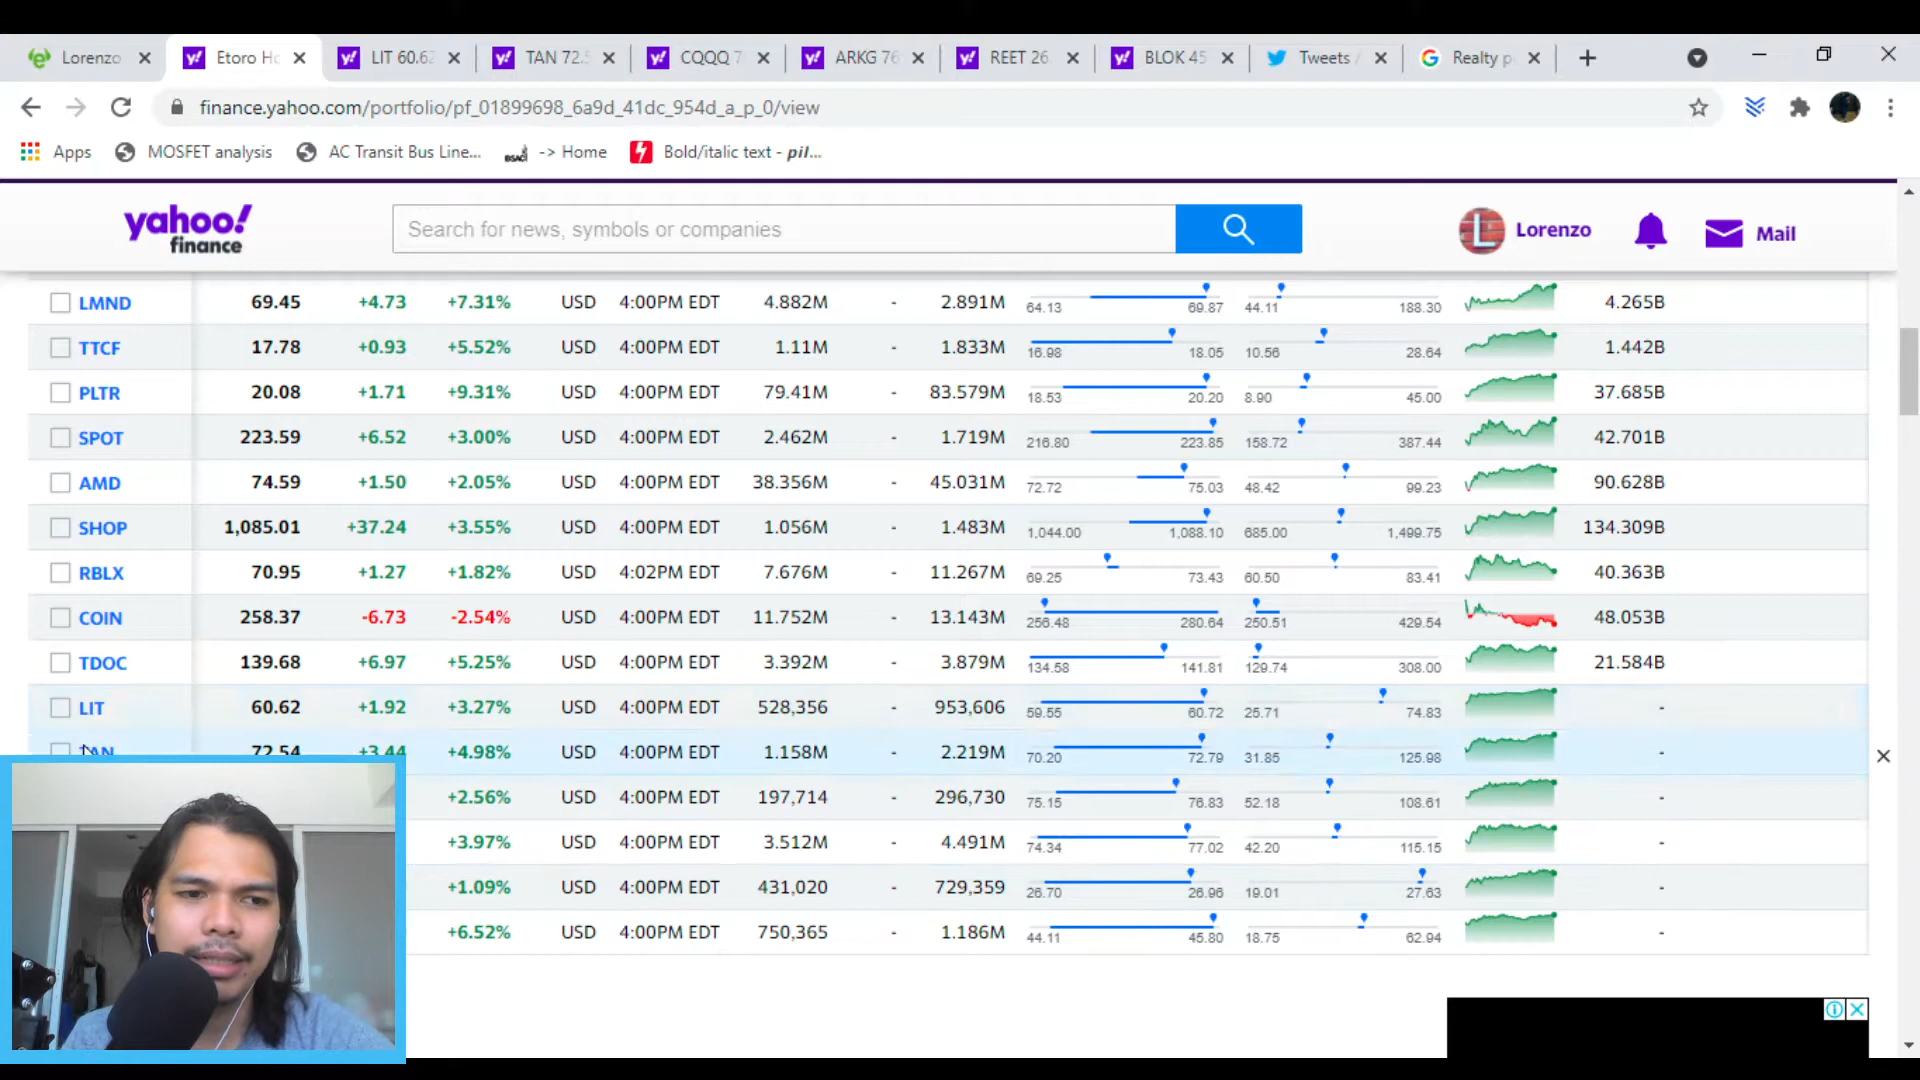 Lorenzo
Etoro Ho
LIT 60.62
TAN 72.5
CQQQ 7
ARKG 76
REET 26.
BLOK 45
Tweets /
Realty p
finance.yahoo.com/portfolio/pf_01899698_6a9d_41dc_954d_a_p_0/view
Apps
MOSFET analysis
AC Transit Bus Line...
-> Home
Bold/italic text - pil...
yahoo!
finance
Search for news, symbols or companies
L
Lorenzo
Mail
LMND 69.45 +4.73 +7.31% USD 4:00PM EDT 4.882M - 2.891M 64.13 69.87 44.11 188.30 4.265B
TTCF 17.78 +0.93 +5.52% USD 4:00PM EDT 1.11M - 1.833M 16.98 18.05 10.56 28.64 1.442B
PLTR 20.08 +1.71 +9.31% USD 4:00PM EDT 79.41M - 83.579M 18.53 20.20 8.90 45.00 37.685B
SPOT 223.59 +6.52 +3.00% USD 4:00PM EDT 2.462M - 1.719M 216.80 223.85 158.72 387.44 42.701B
AMD 74.59 +1.50 +2.05% USD 4:00PM EDT 38.356M - 45.031M 72.72 75.03 48.42 99.23 90.628B
SHOP 1,085.01 +37.24 +3.55% USD 4:00PM EDT 1.056M - 1.483M 1,044.00 1,088.10 685.00 1,499.75 134.309B
RBLX 70.95 +1.27 +1.82% USD 4:02PM EDT 7.676M - 11.267M 69.25 73.43 60.50 83.41 40.363B
COIN 258.37 -6.73 -2.54% USD 4:00PM EDT 11.752M - 13.143M 256.48 280.64 250.51 429.54 48.053B
TDOC 139.68 +6.97 +5.25% USD 4:00PM EDT 3.392M - 3.879M 134.58 141.81 129.74 308.00 21.584B
LIT 60.62 +1.92 +3.27% USD 4:00PM EDT 528,356 - 953,606 59.55 60.72 25.71 74.83 -
TAN 72.54 +3.44 +4.98% USD 4:00PM EDT 1.158M - 2.219M 70.20 72.79 31.85 125.98 -
+2.56% USD 4:00PM EDT 197,714 - 296,730 75.15 76.83 52.18 108.61 -
+3.97% USD 4:00PM EDT 3.512M - 4.491M 74.34 77.02 42.20 115.15 -
+1.09% USD 4:00PM EDT 431,020 - 729,359 26.70 26.96 19.01 27.63 -
+6.52% USD 4:00PM EDT 750,365 - 1.186M 44.11 45.80 18.75 62.94 -